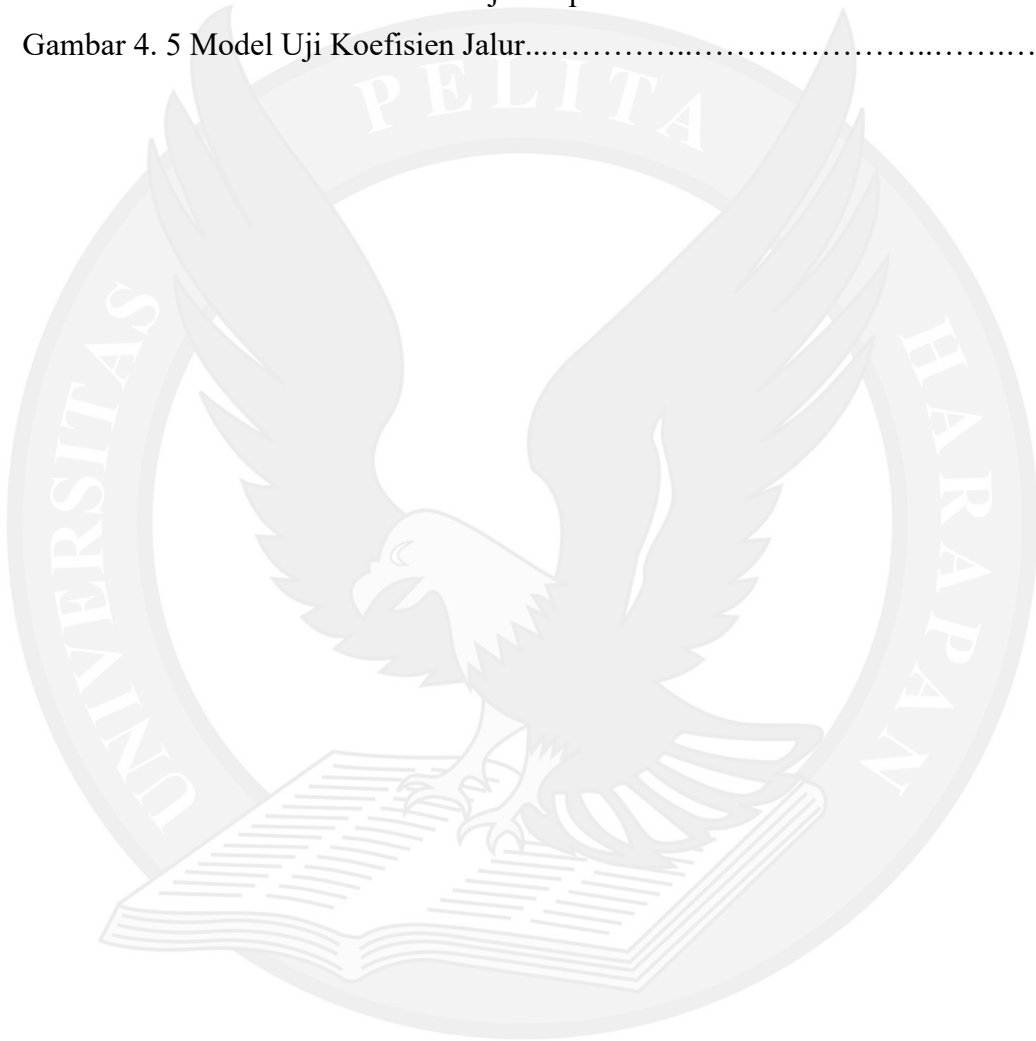 Gambar 4. 5 Model Uji Koefisien Jalur...……………..…………………..…….….
UNIVERSITAS PELITA HARAPAN